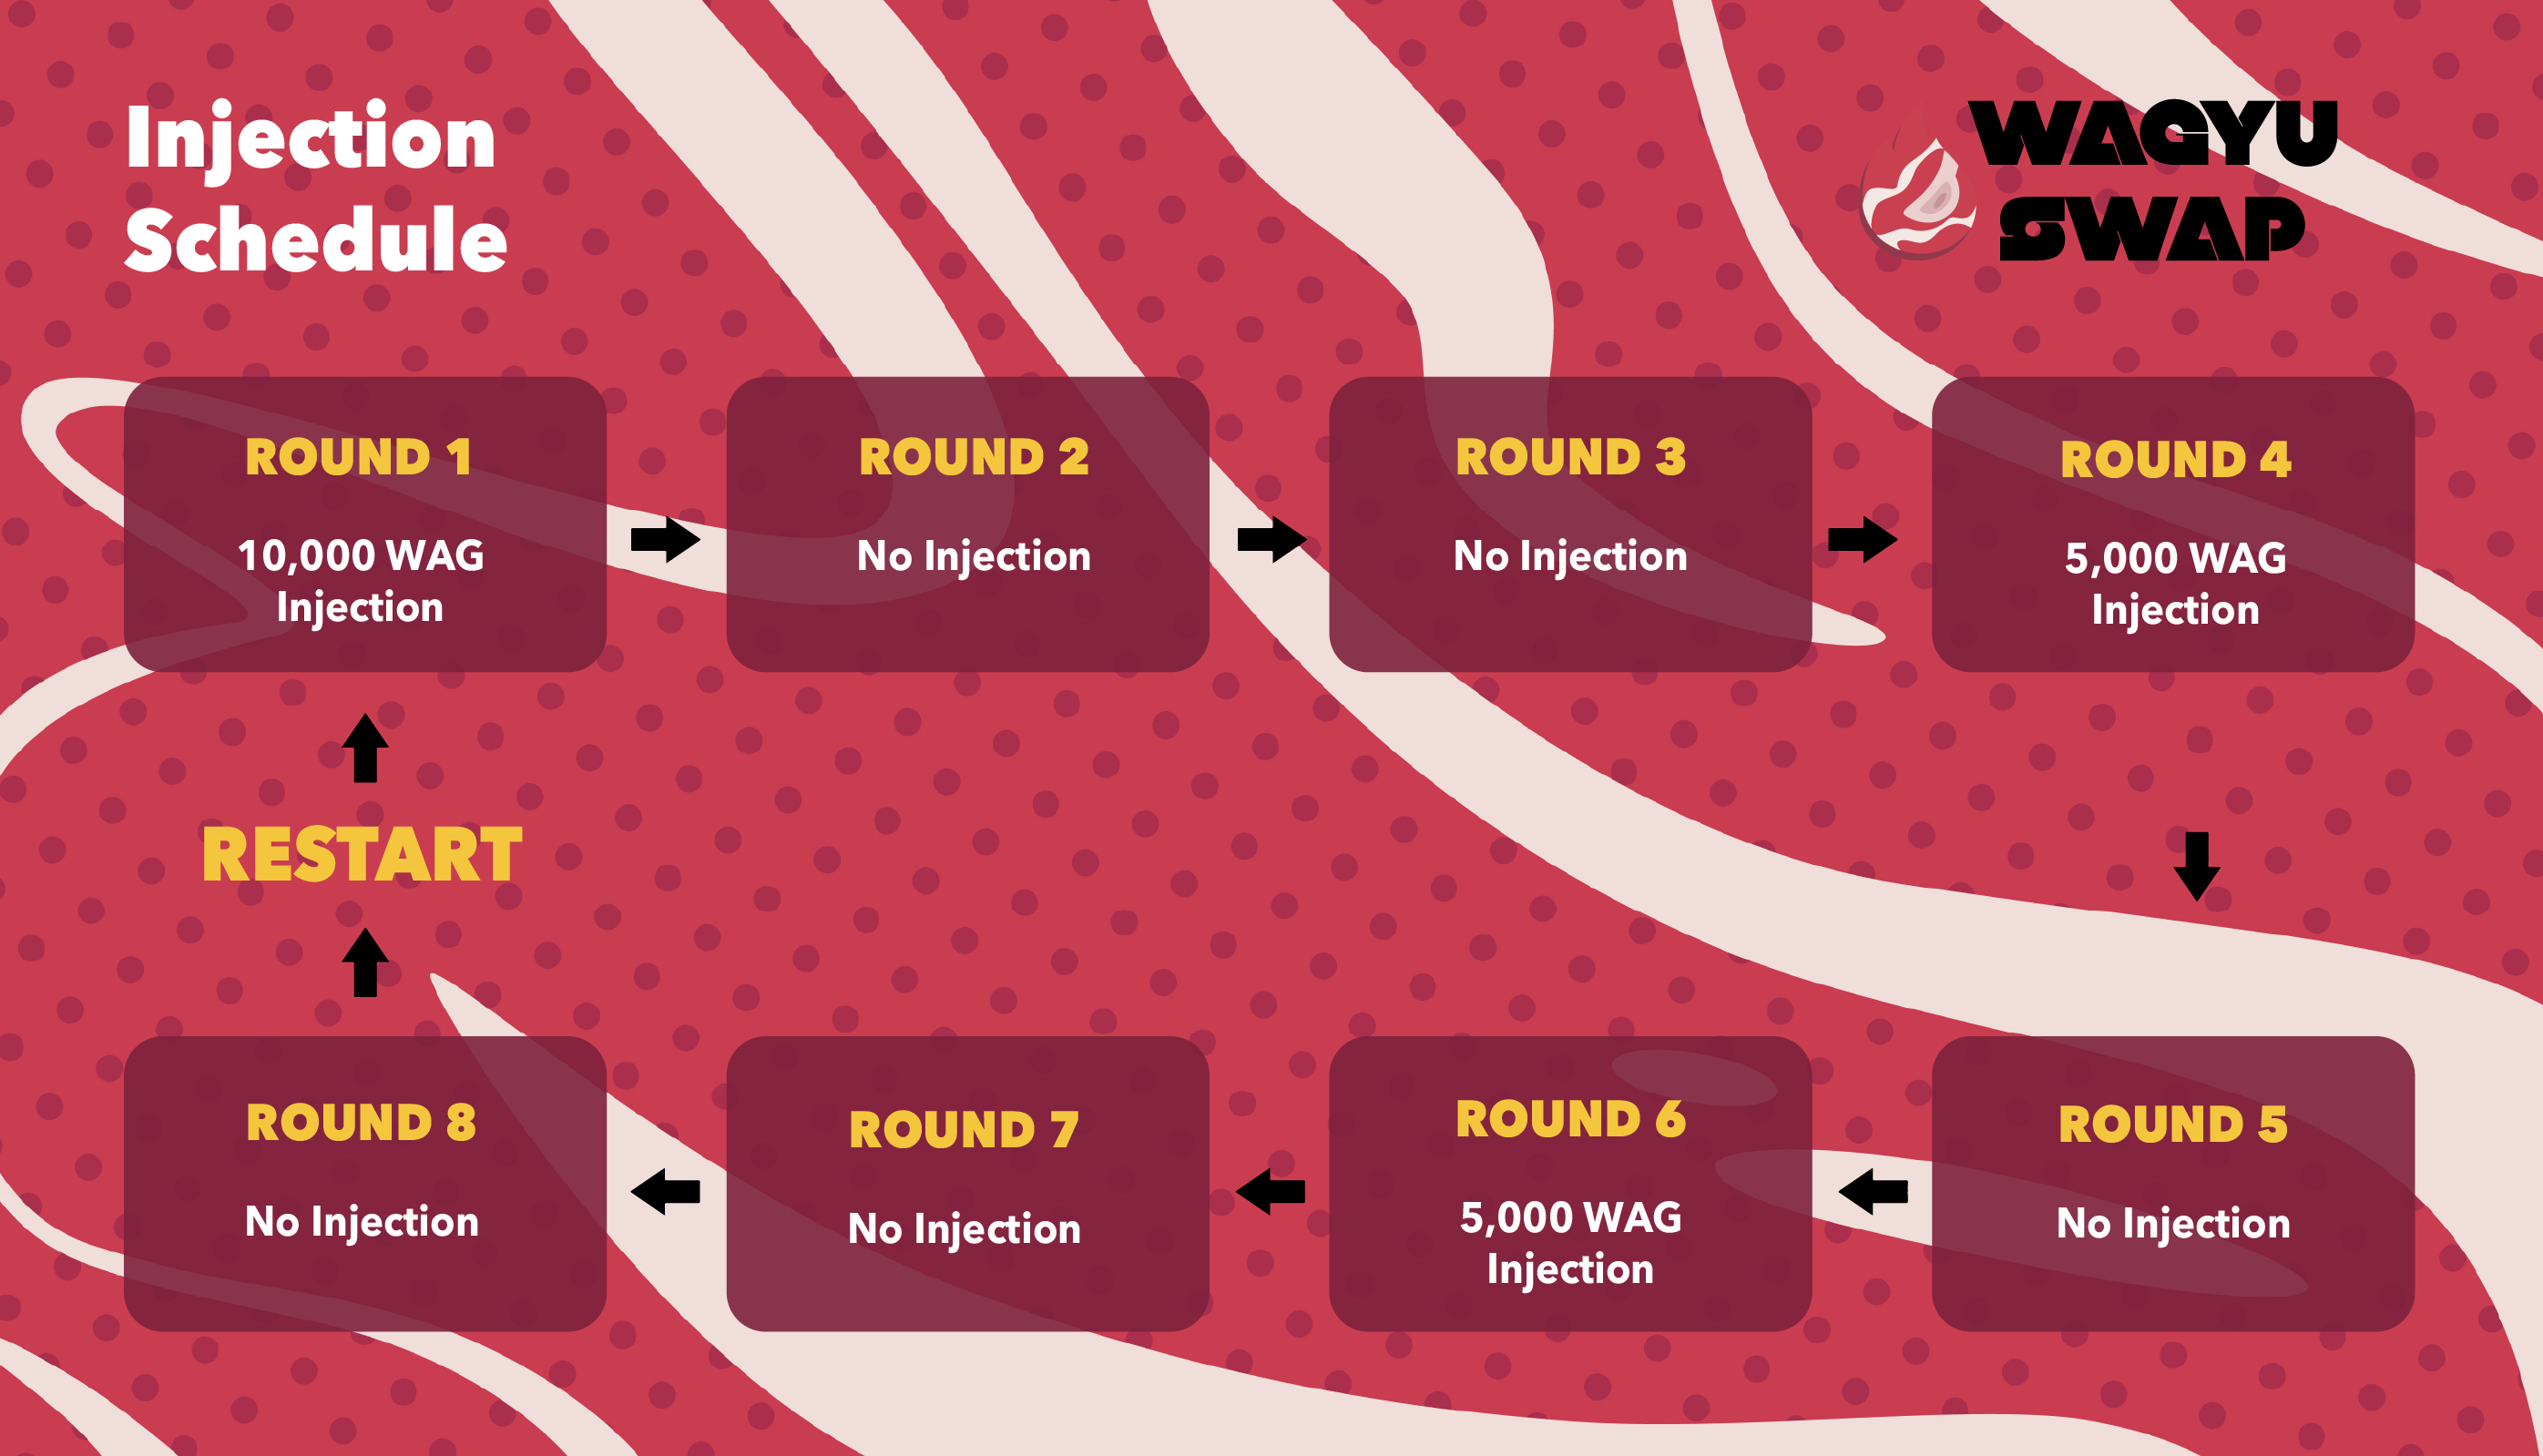 Injection
Schedule
WAGYU
SWAP
ROUND 1
10,000 WAG
Injection
ROUND 2
No Injection
ROUND 3
No Injection
ROUND 4
5,000 WAG
Injection
RESTART
ROUND 8
No Injection
ROUND 7
No Injection
ROUND 6
5,000 WAG
Injection
ROUND 5
No Injection